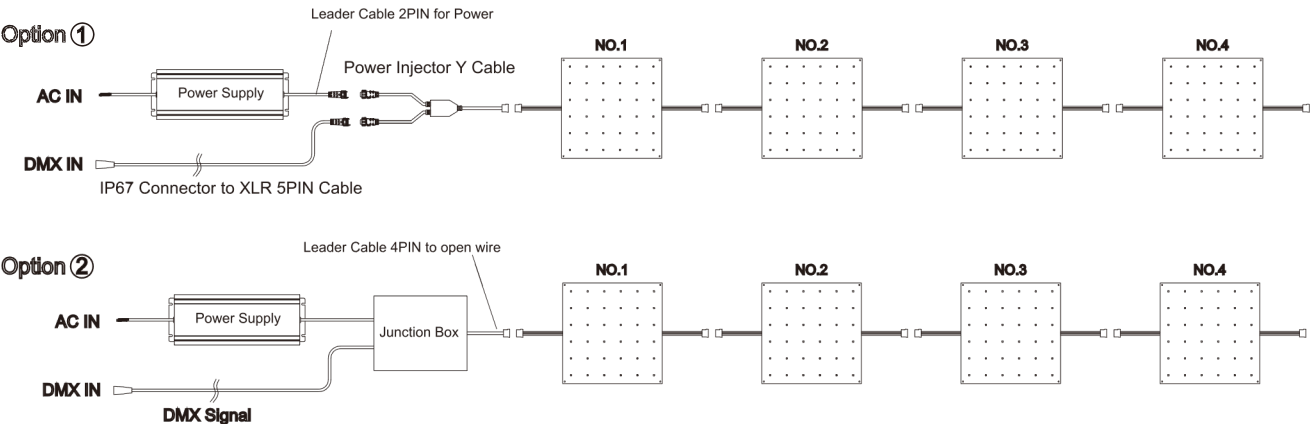 Option ①
Leader Cable 2PIN for Power
Power Injector Y Cable
AC IN
Power Supply
DMX IN
IP67 Connector to XLR 5PIN Cable
NO.1
NO.2
NO.3
NO.4
Option ②
Leader Cable 4PIN to open wire
AC IN
Power Supply
Junction Box
DMX IN
DMX Signal
NO.1
NO.2
NO.3
NO.4